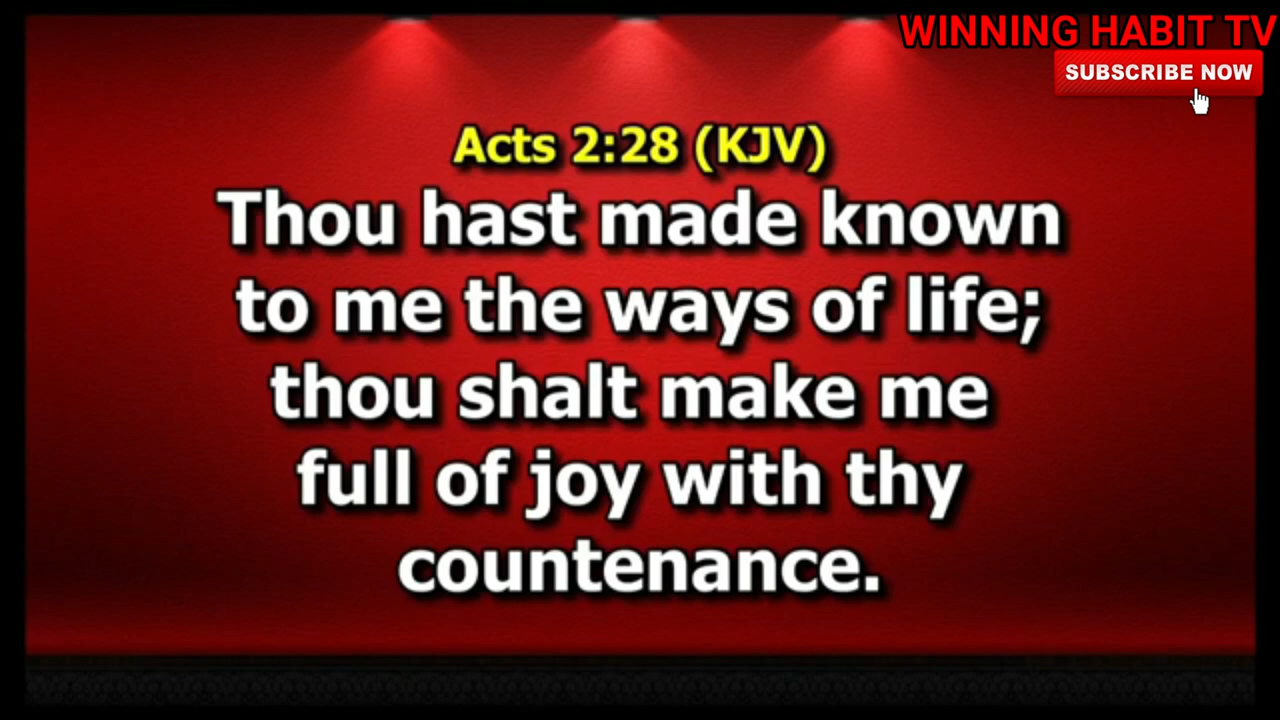 WINNING HABIT TV
SUBSCRIBE NOW
Acts 2:28 (KJV)
Thou hast made known
to me the ways of life;
thou shalt make me
full of joy with thy
countenance.